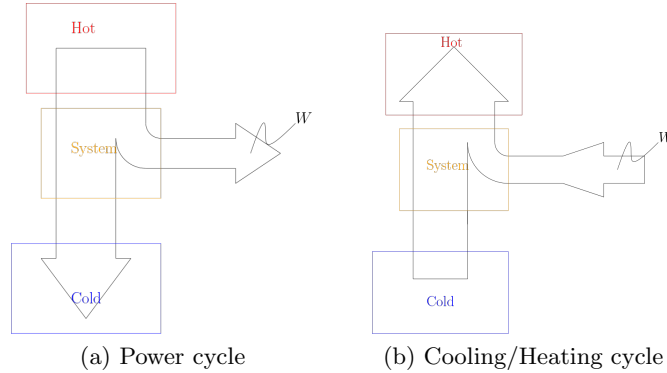 Hot
System
W
Cold
(a) Power cycle
Hot
System
W
Cold
(b) Cooling/Heating cycle